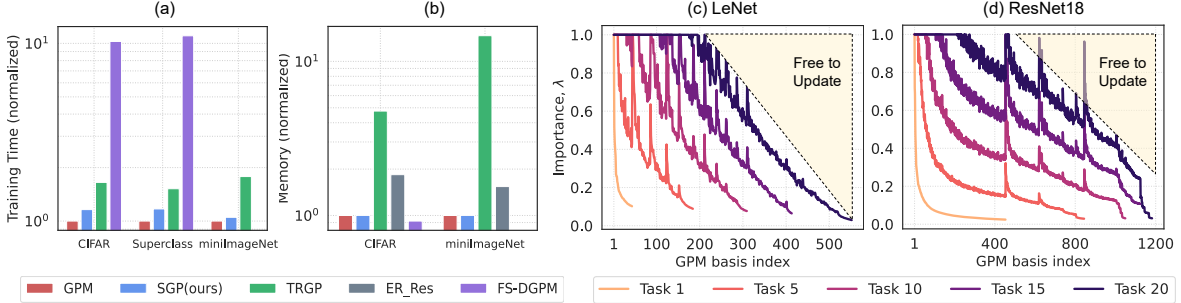 (a)
Training Time (normalized)
10¹
10⁰
CIFAR Superclass miniImageNet
(b)
Memory (normalized)
10¹
10⁰
CIFAR miniImageNet
GPM SGP(ours) TRGP ER_Res FS-DGPM
(c) LeNet
Importance, λ
1.0
0.8
0.6
0.4
0.2
0.0
Free to
Update
1 100 200 300 400 500
GPM basis index
(d) ResNet18
1.0
0.8
0.6
0.4
0.2
0.0
Free to
Update
1 400 800 1200
GPM basis index
Task 1 Task 5 Task 10 Task 15 Task 20